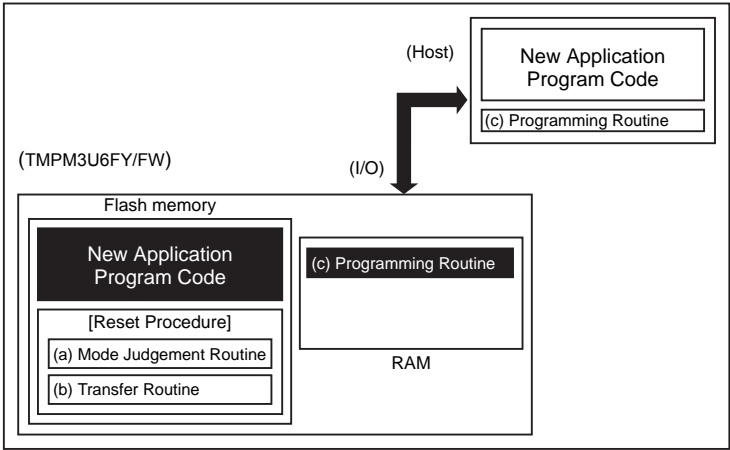 (Host)
New Application
Program Code
(c) Programming Routine
(TMPM3U6FY/FW)
(I/O)
Flash memory
New Application
Program Code
[Reset Procedure]
(a) Mode Judgement Routine
(b) Transfer Routine
(c) Programming Routine
RAM